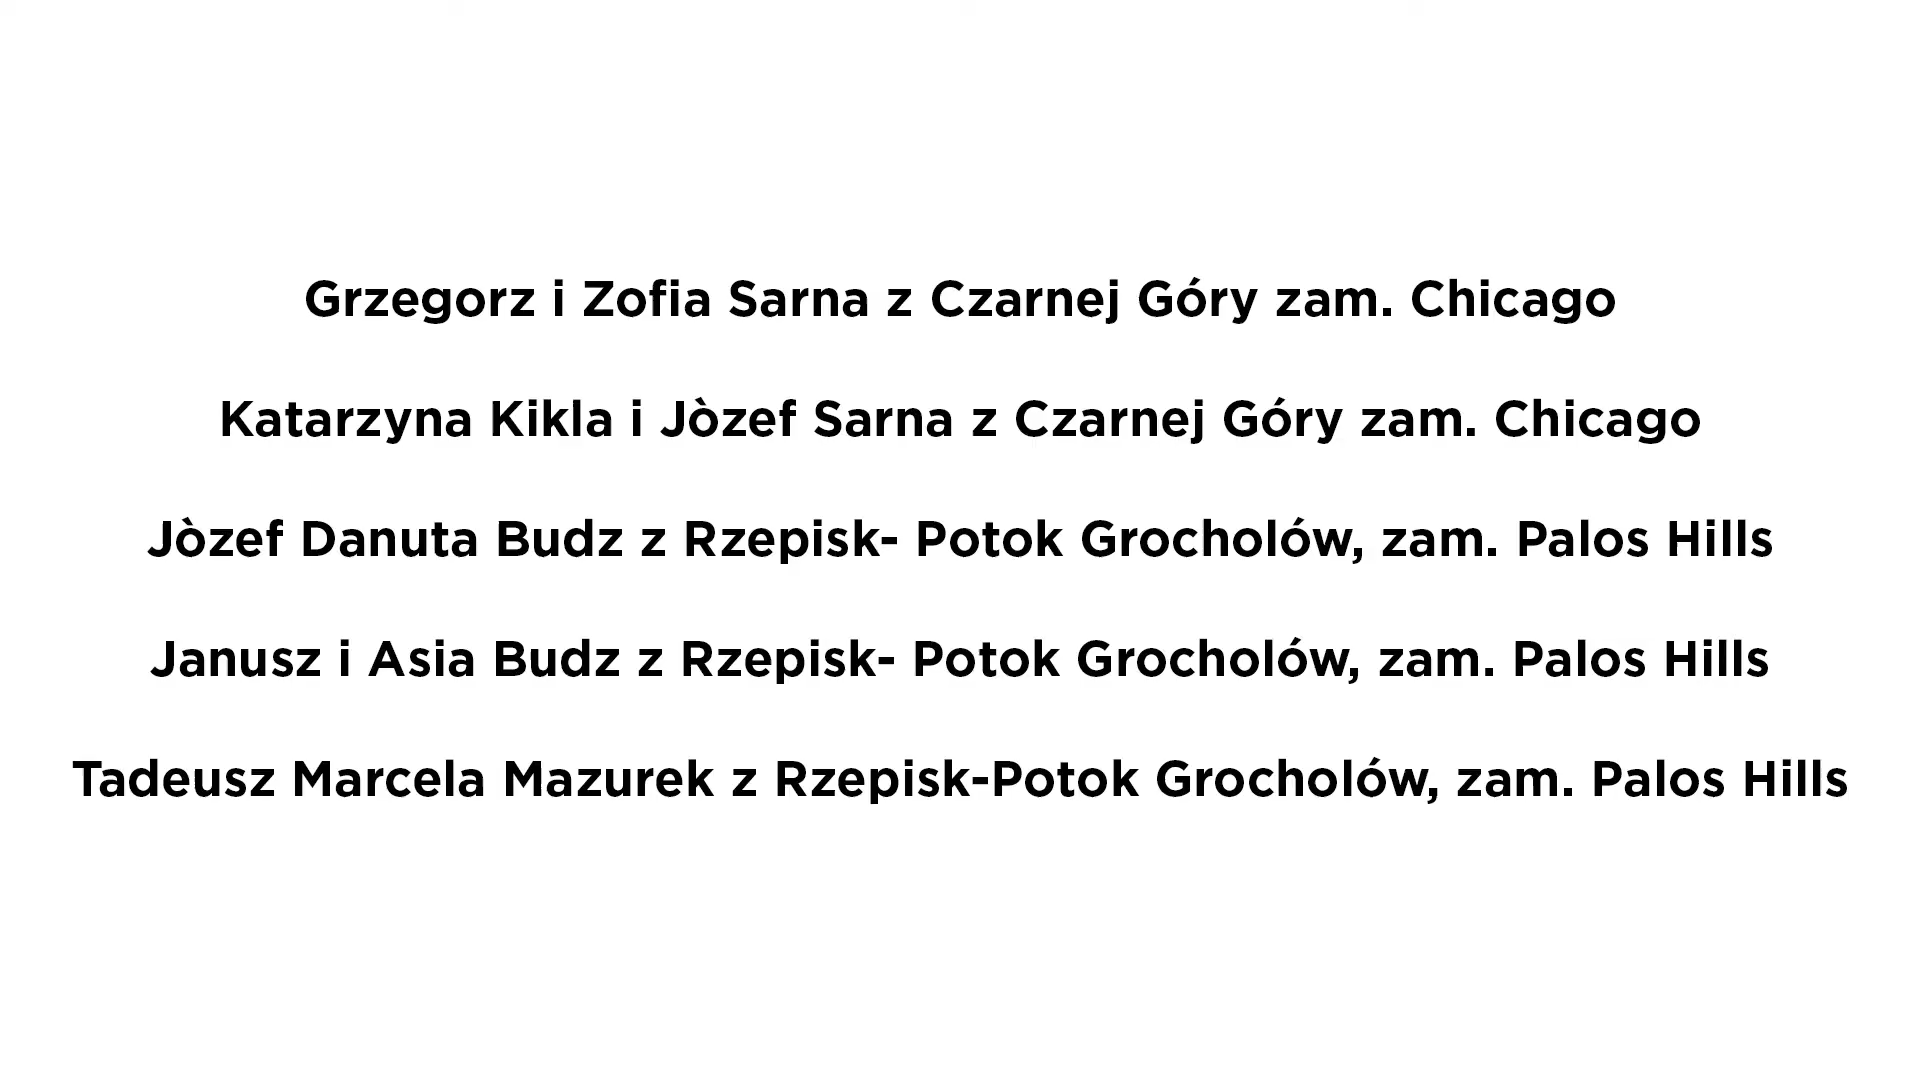 Grzegorz i Zofia Sarna z Czarnej Góry zam. Chicago
Katarzyna Kikla i Jòzef Sarna z Czarnej Góry zam. Chicago
Jòzef Danuta Budz z Rzepisk- Potok Grocholów, zam. Palos Hills
Janusz i Asia Budz z Rzepisk- Potok Grocholów, zam. Palos Hills
Tadeusz Marcela Mazurek z Rzepisk-Potok Grocholów, zam. Palos Hills